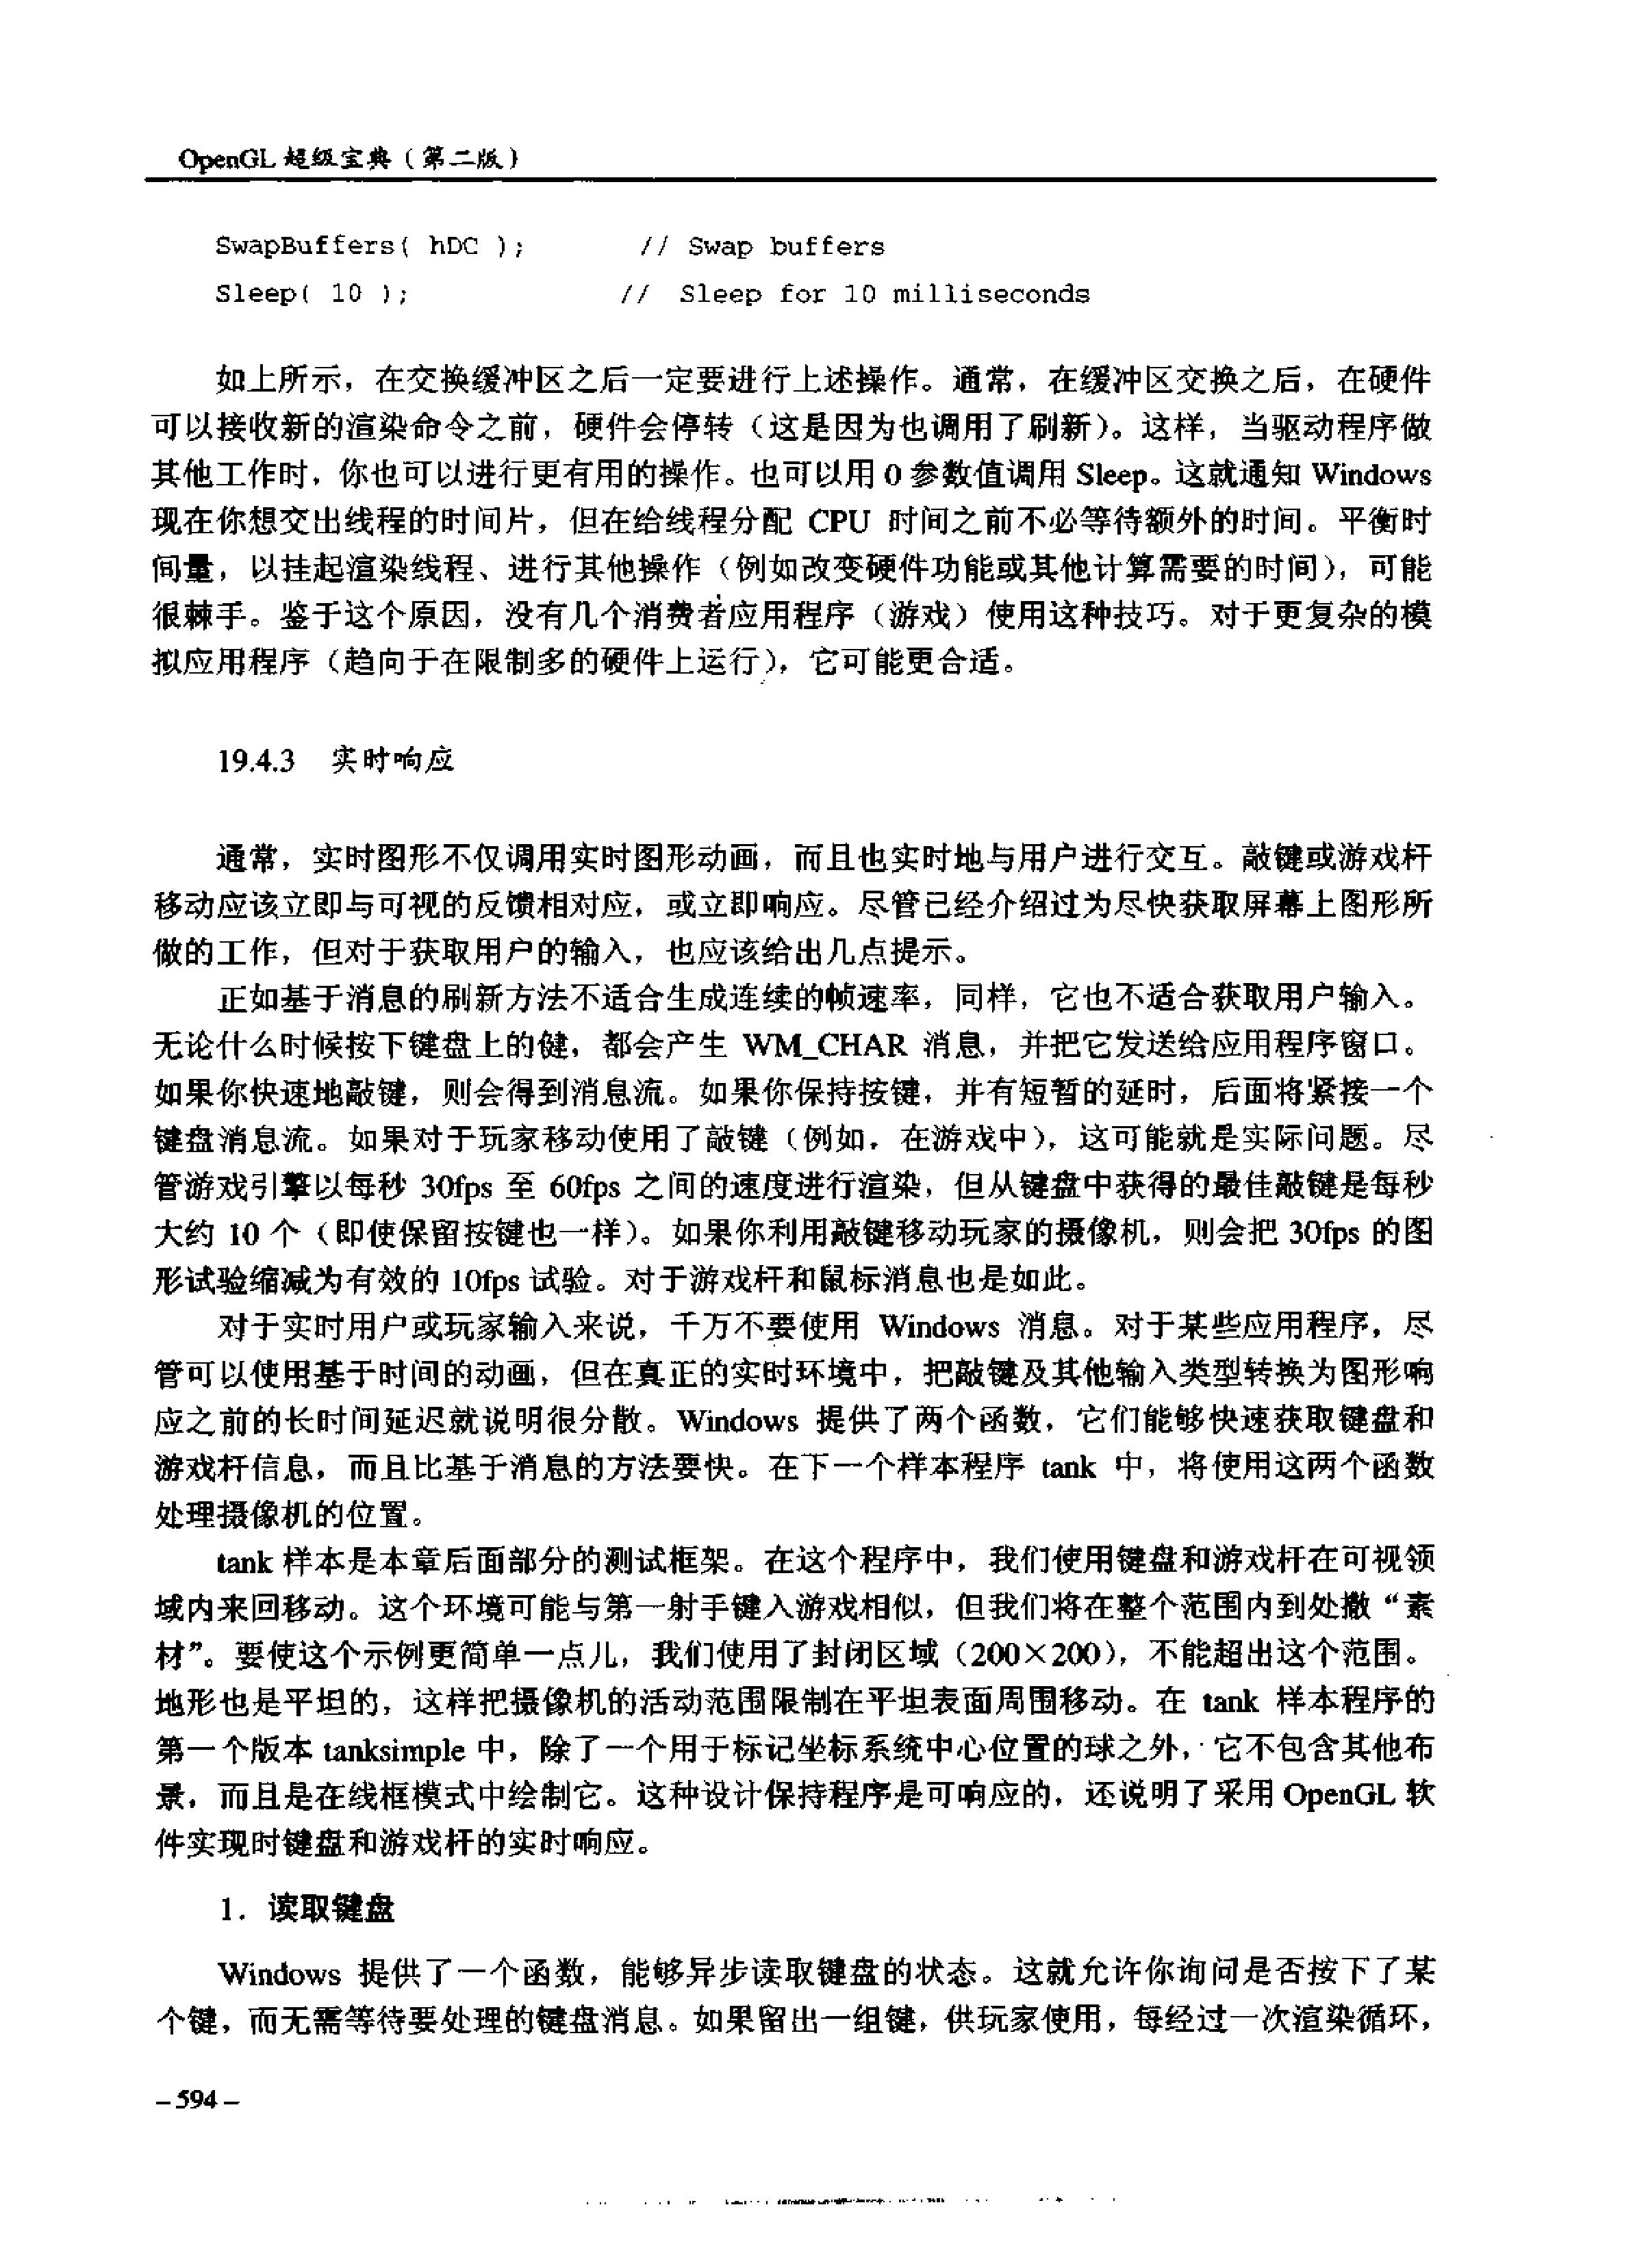 OpenGL 超级宝典（第二版）
SwapBuffers( hDC );      // Swap buffers
Sleep( 10 );      //  Sleep for 10 milliseconds
如上所示，在交换缓冲区之后一定要进行上述操作。通常，在缓冲区交换之后，在硬件
可以接收新的渲染命令之前，硬件会停转（这是因为也调用了刷新）。这样，当驱动程序做
其他工作时，你也可以进行更有用的操作。也可以用 0 参数值调用 Sleep。这就通知 Windows
现在你想交出线程的时间片，但在给线程分配 CPU 时间之前不必等待额外的时间。平衡时
间量，以挂起渲染线程、进行其他操作（例如改变硬件功能或其他计算需要的时间），可能
很棘手。鉴于这个原因，没有几个消费者应用程序（游戏）使用这种技巧。对于更复杂的模
拟应用程序（趋向于在限制多的硬件上运行），它可能更合适。
19.4.3 实时响应
通常，实时图形不仅调用实时图形动画，而且也实时地与用户进行交互。敲键或游戏杆
移动应该立即与可视的反馈相对应，或立即响应。尽管已经介绍过为尽快获取屏幕上图形所
做的工作，但对于获取用户的输入，也应该给出几点提示。
正如基于消息的刷新方法不适合生成连续的帧速率，同样，它也不适合获取用户输入。
无论什么时候按下键盘上的健，都会产生 WM_CHAR 消息，并把它发送给应用程序窗口。
如果你快速地敲键，则会得到消息流。如果你保持按键，并有短暂的延时，后面将紧接一个
键盘消息流。如果对于玩家移动使用了敲键（例如，在游戏中），这可能就是实际问题。尽
管游戏引擎以每秒 30fps 至 60fps 之间的速度进行渲染，但从键盘中获得的最佳敲键是每秒
大约 10 个（即使保留按键也一样）。如果你利用敲键移动玩家的摄像机，则会把 30fps 的图
形试验缩减为有效的 10fps 试验。对于游戏杆和鼠标消息也是如此。
对于实时用户或玩家输入来说，千万不要使用 Windows 消息。对于某些应用程序，尽
管可以使用基于时间的动画，但在真正的实时环境中，把敲键及其他输入类型转换为图形响
应之前的长时间延迟就说明很分散。Windows 提供了两个函数，它们能够快速获取键盘和
游戏杆信息，而且比基于消息的方法要快。在下一个样本程序 tank 中，将使用这两个函数
处理摄像机的位置。
tank 样本是本章后面部分的测试框架。在这个程序中，我们使用键盘和游戏杆在可视领
域内来回移动。这个环境可能与第一射手键入游戏相似，但我们将在整个范围内到处撒“素
材”。要使这个示例更简单一点儿，我们使用了封闭区域（200×200），不能超出这个范围。
地形也是平坦的，这样把摄像机的活动范围限制在平坦表面周围移动。在 tank 样本程序的
第一个版本 tanksimple 中，除了一个用于标记坐标系统中心位置的球之外，它不包含其他布
景，而且是在线框模式中绘制它。这种设计保持程序是可响应的，还说明了采用 OpenGL 软
件实现时键盘和游戏杆的实时响应。
1．读取键盘
Windows 提供了一个函数，能够异步读取键盘的状态。这就允许你询问是否按下了某
个键，而无需等待要处理的键盘消息。如果留出一组键，供玩家使用，每经过一次渲染循环，
– 594 –